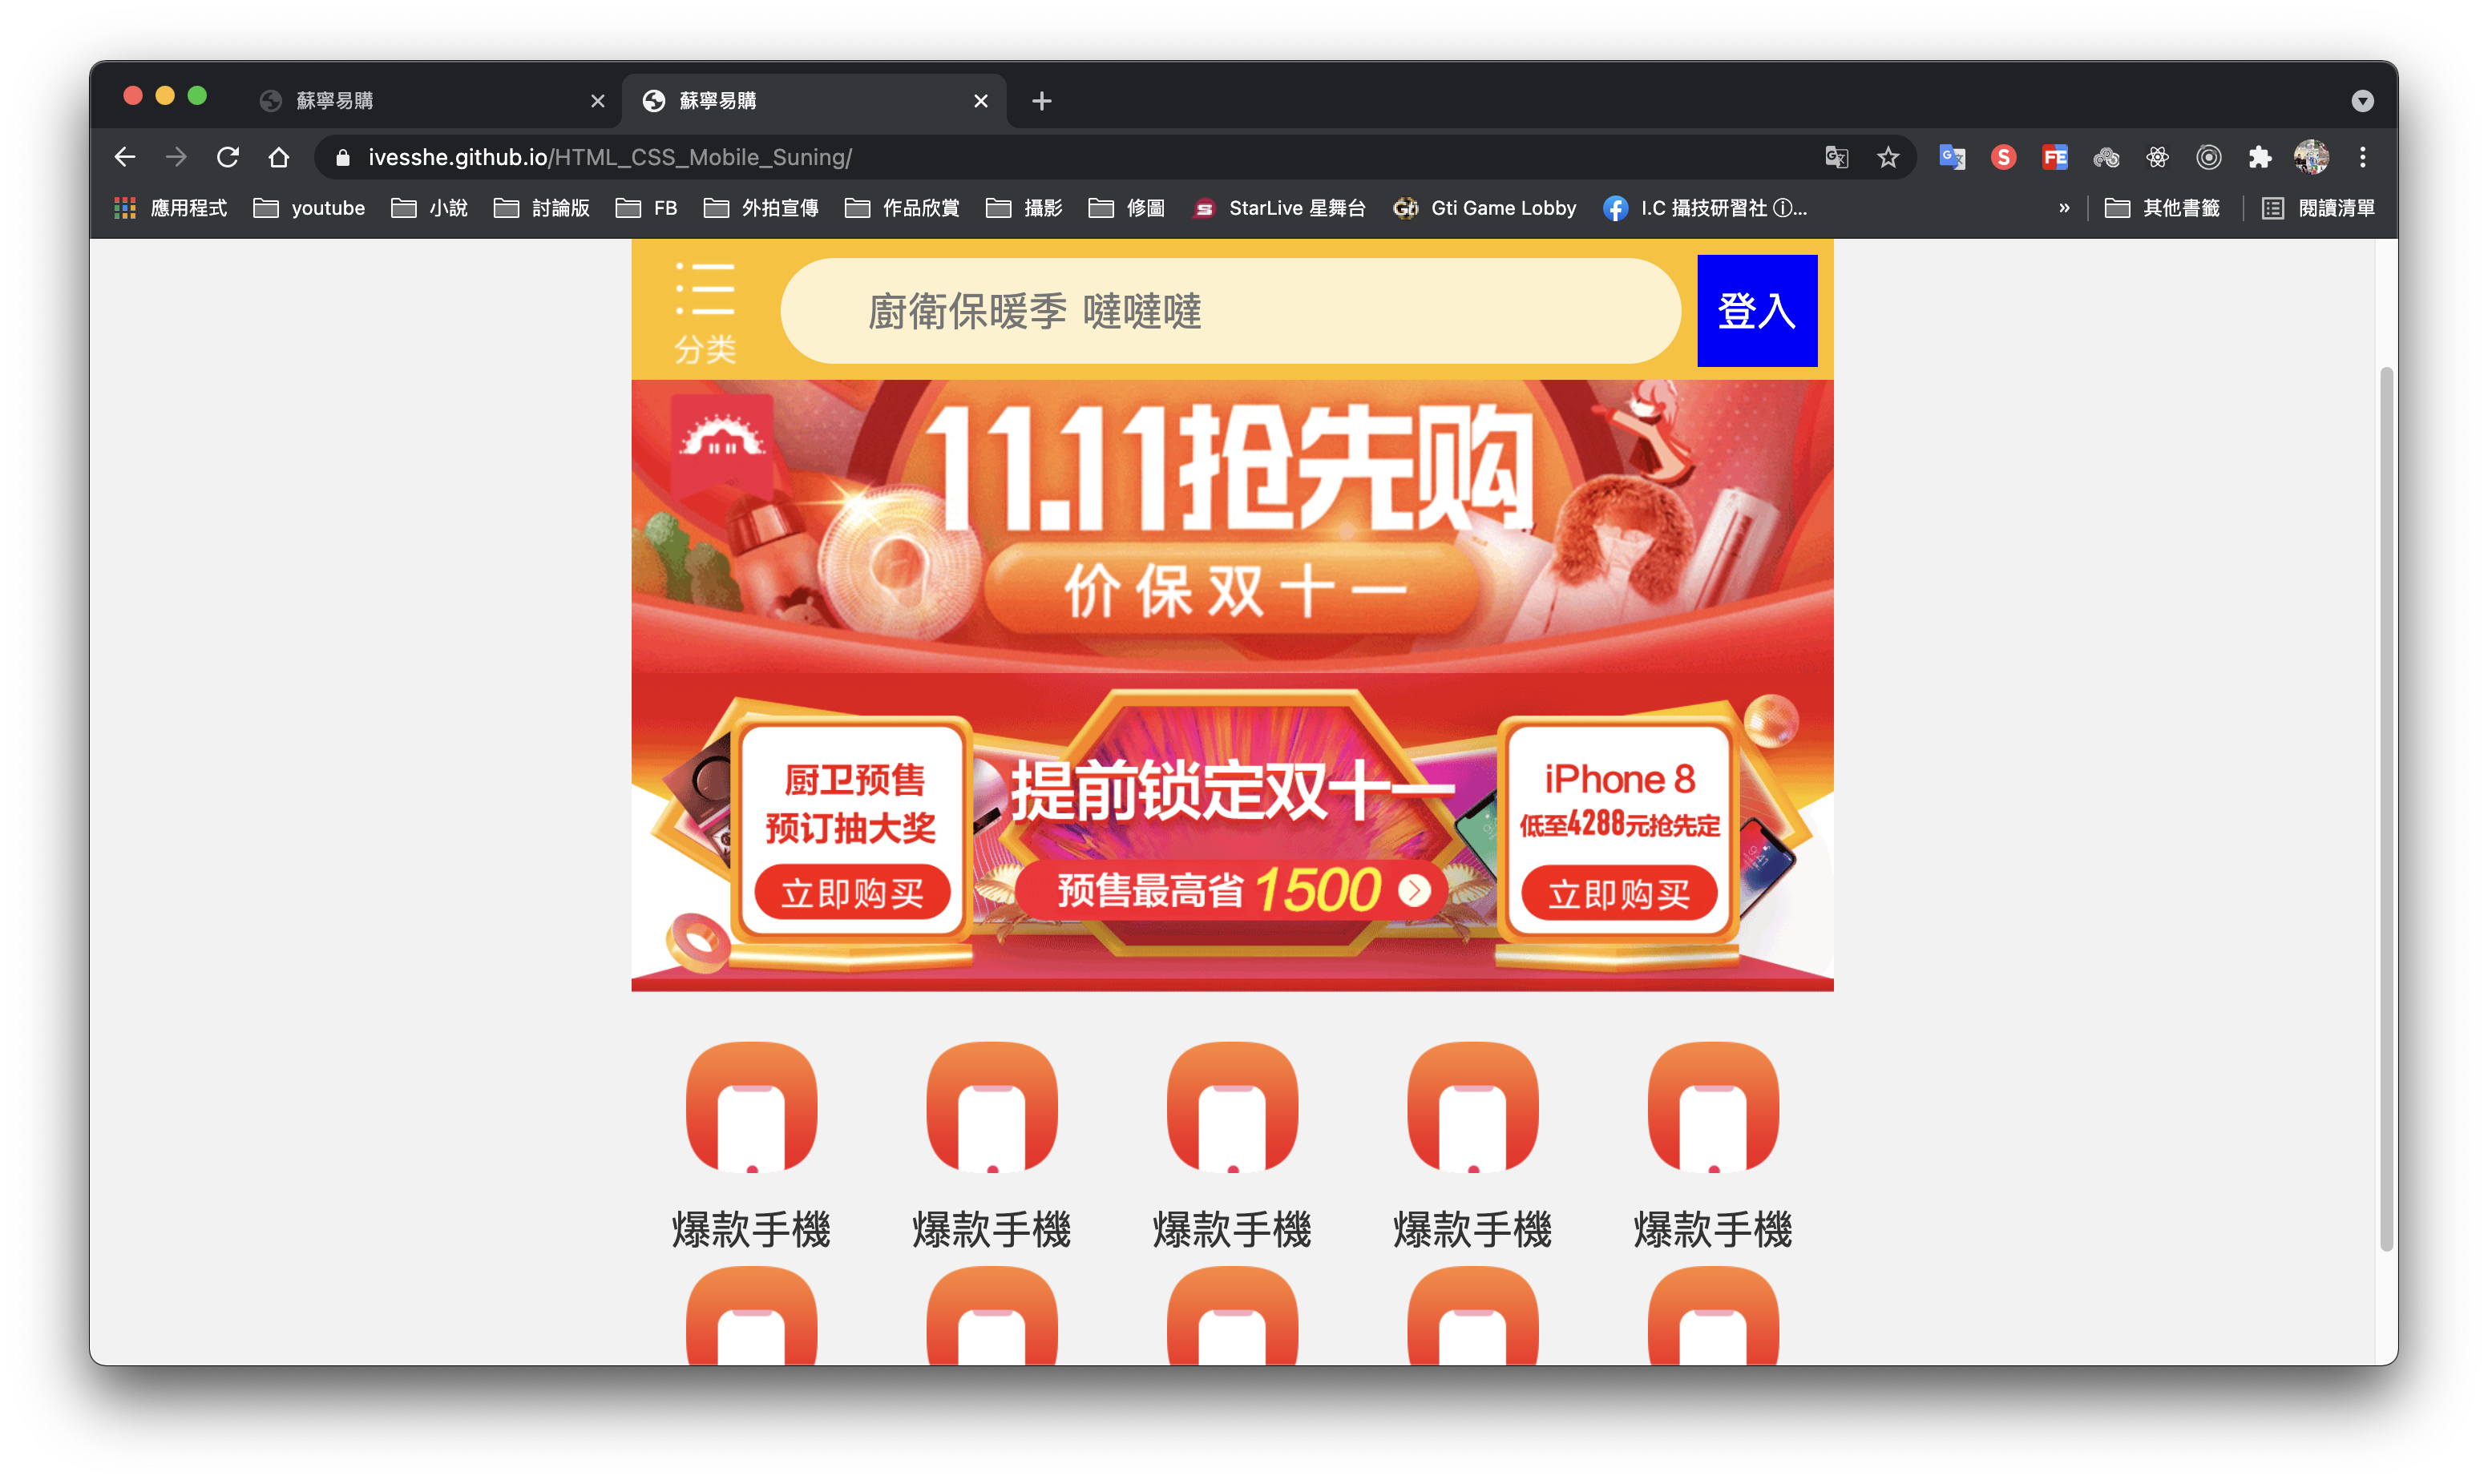 蘇寧易購
蘇寧易購
ivesshe.github.io/HTML_CSS_Mobile_Suning/
應用程式 youtube 小說 討論版 FB 外拍宣傳 作品欣賞 攝影 修圖 StarLive 星舞台 Gti Game Lobby I.C 攝技研習社 ⓘ... » 其他書籤 閱讀清單
分类
廚衛保暖季 噠噠噠
登入
11.11抢先购
价保双十一
厨卫预售
预订抽大奖
立即购买
提前锁定双十一
预售最高省 1500
iPhone 8
低至4288元抢先定
立即购买
爆款手機 爆款手機 爆款手機 爆款手機 爆款手機